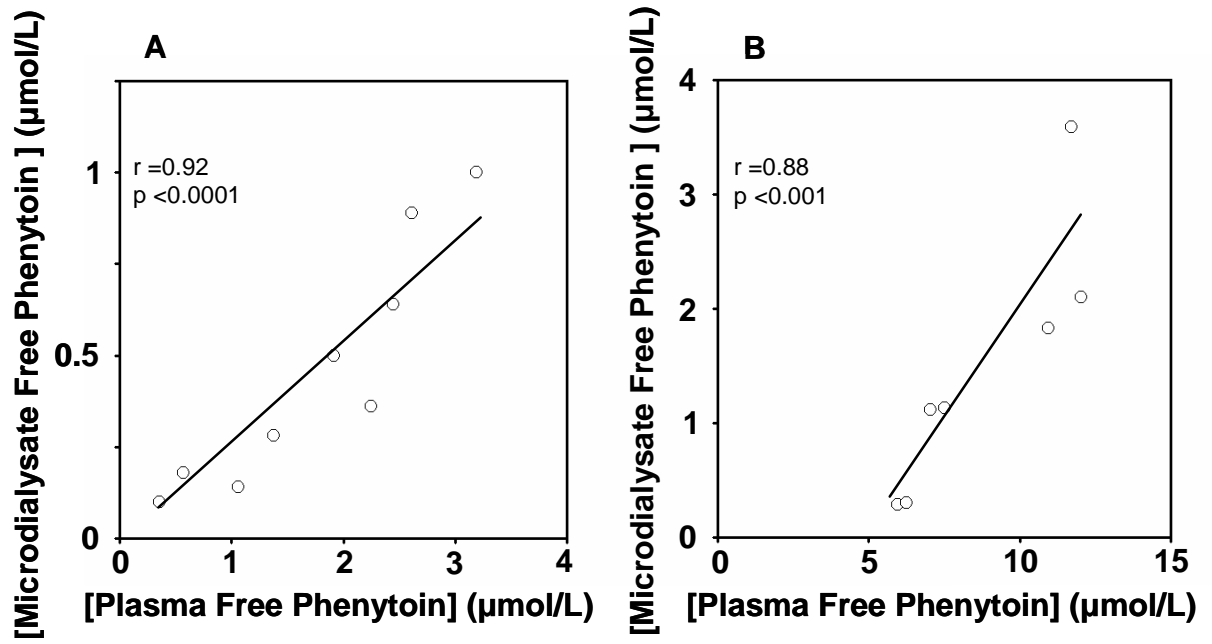 A
[Microdialysate Free Phenytoin ] (µmol/L)
r =0.92
p <0.0001
1
0.5
0
0 1 2 3 4
[Plasma Free Phenytoin] (µmol/L)
B
[Microdialysate Free Phenytoin ] (µmol/L)
r =0.88
p <0.001
4
3
2
1
0
0 5 10 15
[Plasma Free Phenytoin] (µmol/L)